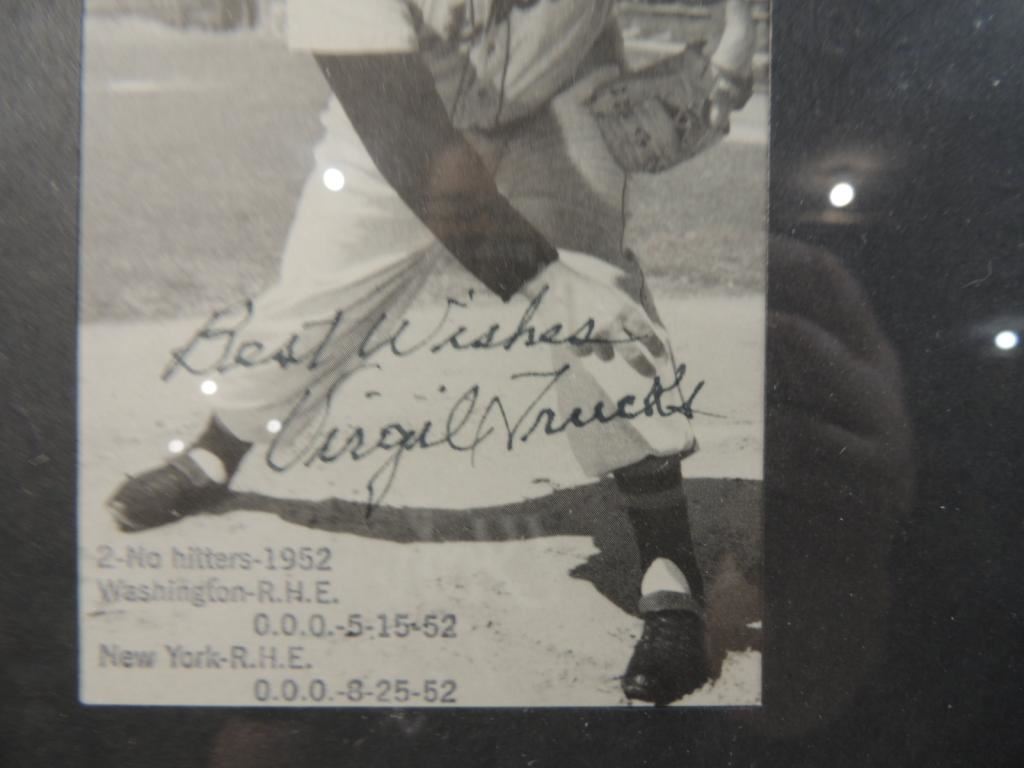 Best Wishes
Virgil Trucks
2-No hitters-1952
Washington-R.H.E.
0.0.0.-5-15-52
New York-R.H.E.
0.0.0.-8-25-52